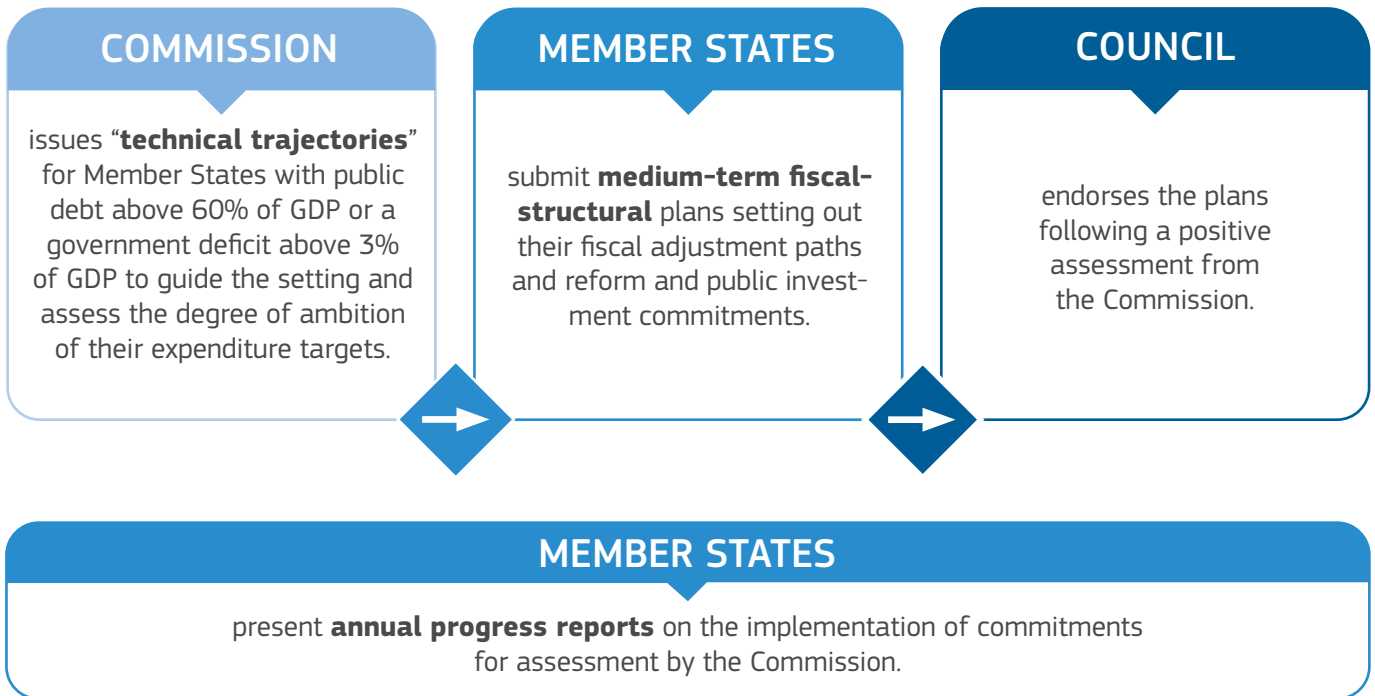 COMMISSION
issues “technical trajectories”
for Member States with public
debt above 60% of GDP or a
government deficit above 3%
of GDP to guide the setting and
assess the degree of ambition
of their expenditure targets.
MEMBER STATES
submit medium-term fiscal-
structural plans setting out
their fiscal adjustment paths
and reform and public invest-
ment commitments.
COUNCIL
endorses the plans
following a positive
assessment from
the Commission.
MEMBER STATES
present annual progress reports on the implementation of commitments
for assessment by the Commission.